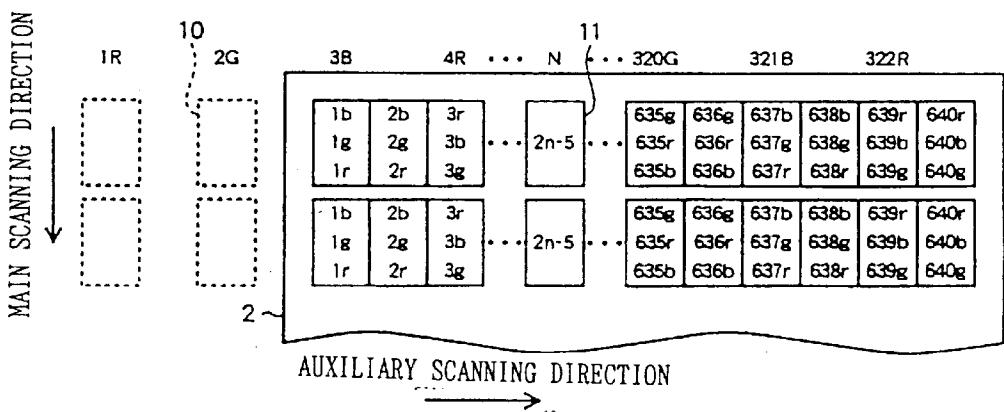 10 11
1R 2G 3B 4R ··· N ··· 320G 321B 322R
MAIN SCANNING DIRECTION
1b 2b 3r 635g 636g 637b 638b 639r 640r
1g 2g 3b ··· 2n-5 ··· 635r 636r 637g 638g 639b 640b
1r 2r 3g 635b 636b 637r 638r 639g 640g
1b 2b 3r 635g 636g 637b 638b 639r 640r
1g 2g 3b ··· 2n-5 ··· 635r 636r 637g 638g 639b 640b
1r 2r 3g 635b 636b 637r 638r 639g 640g
2
AUXILIARY SCANNING DIRECTION